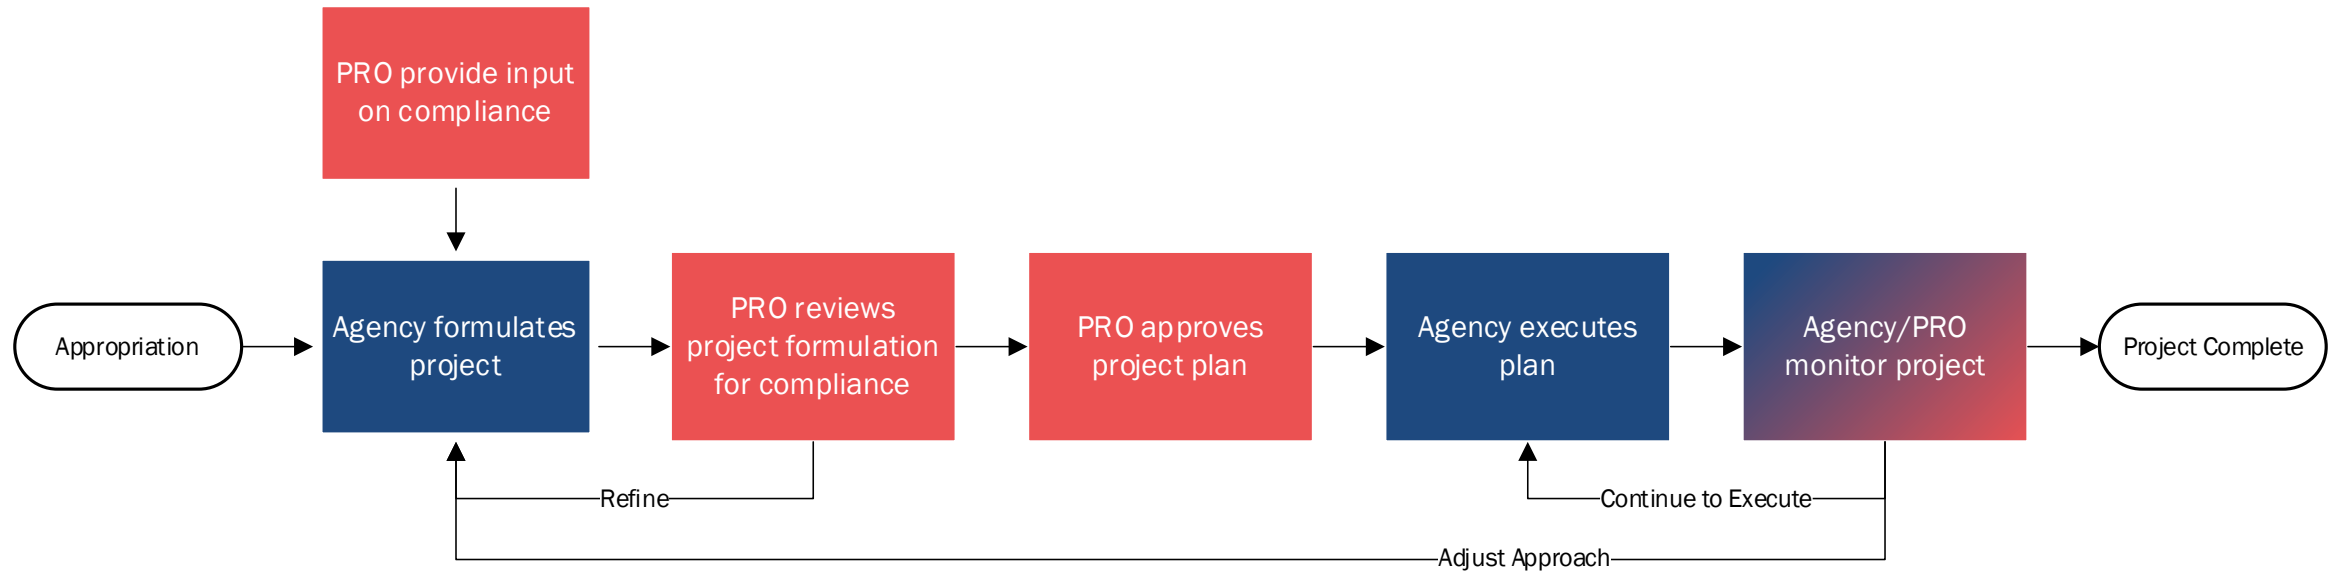 PRO provide input
on compliance
Appropriation
Agency formulates
project
PRO reviews
project formulation
for compliance
PRO approves
project plan
Agency executes
plan
Agency/PRO
monitor project
Project Complete
Refine
Continue to Execute
Adjust Approach